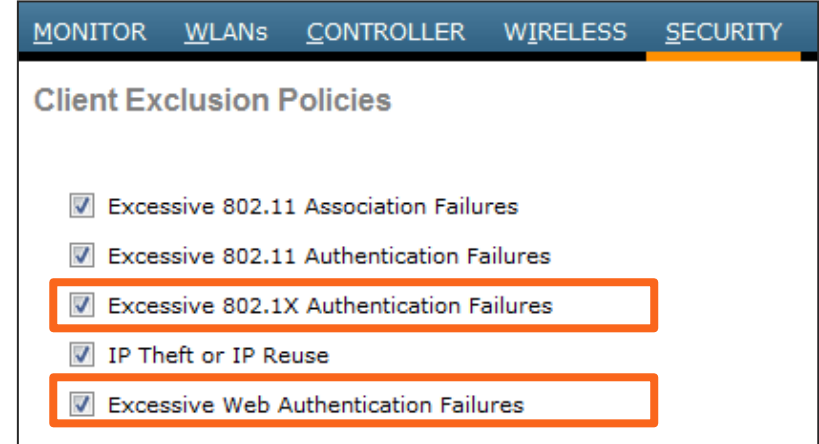 MONITOR WLANs CONTROLLER WIRELESS SECURITY
Client Exclusion Policies
Excessive 802.11 Association Failures
Excessive 802.11 Authentication Failures
Excessive 802.1X Authentication Failures
IP Theft or IP Reuse
Excessive Web Authentication Failures